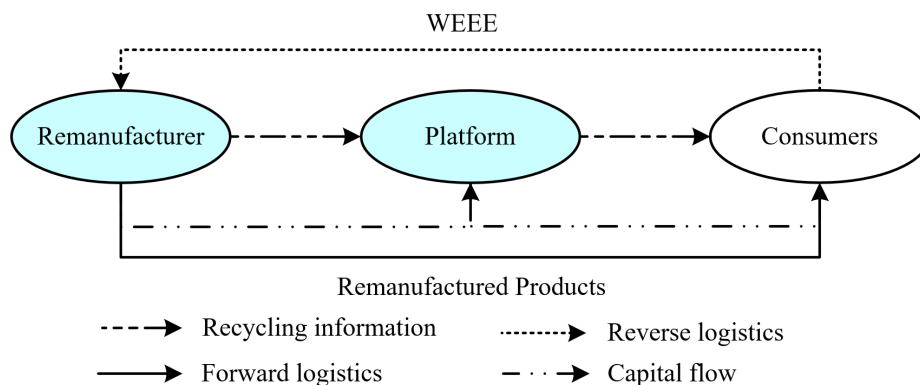 WEEE
Remanufacturer
Platform
Consumers
Remanufactured Products
Recycling information
Reverse logistics
Forward logistics
Capital flow